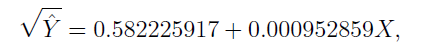 √Ŷ = 0.582225917 + 0.000952859X,